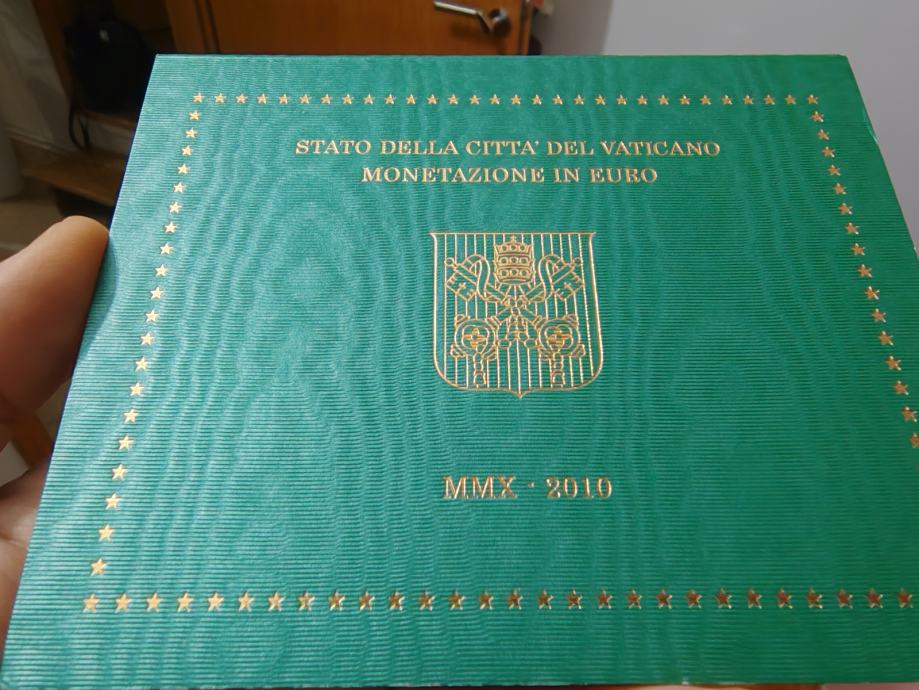 STATO DELLA CITTA' DEL VATICANO
MONETAZIONE IN EURO
MMX · 2010